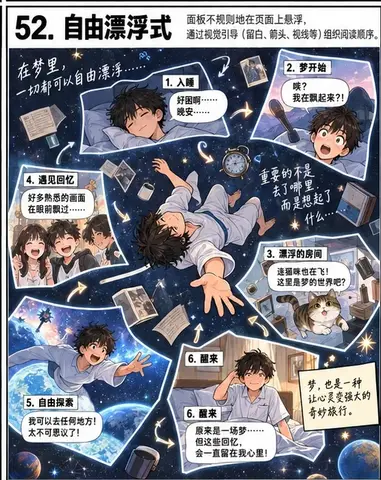 52. 自由漂浮式
面板不规则地在页面上悬浮，
通过视觉引导（留白、箭头、视线等）组织阅读顺序。
在梦里，
一切都可以自由漂浮……
1. 入睡
好困啊……
晚安……
2. 梦开始
咦？
我在飘起来？！
重要的不是
去了哪里，
而是想起了
什么…
4. 遇见回忆
好多熟悉的画面
在眼前飘过……
3. 漂浮的房间
连猫咪也在飞！
这里是梦的世界吧？
5. 自由探索
我可以去任何地方！
太不可思议了！
6. 醒来
6. 醒来
原来是一场梦……
但这些回忆，
会一直留在我心里！
梦，也是一种
让心灵变强大的
奇妙旅行。